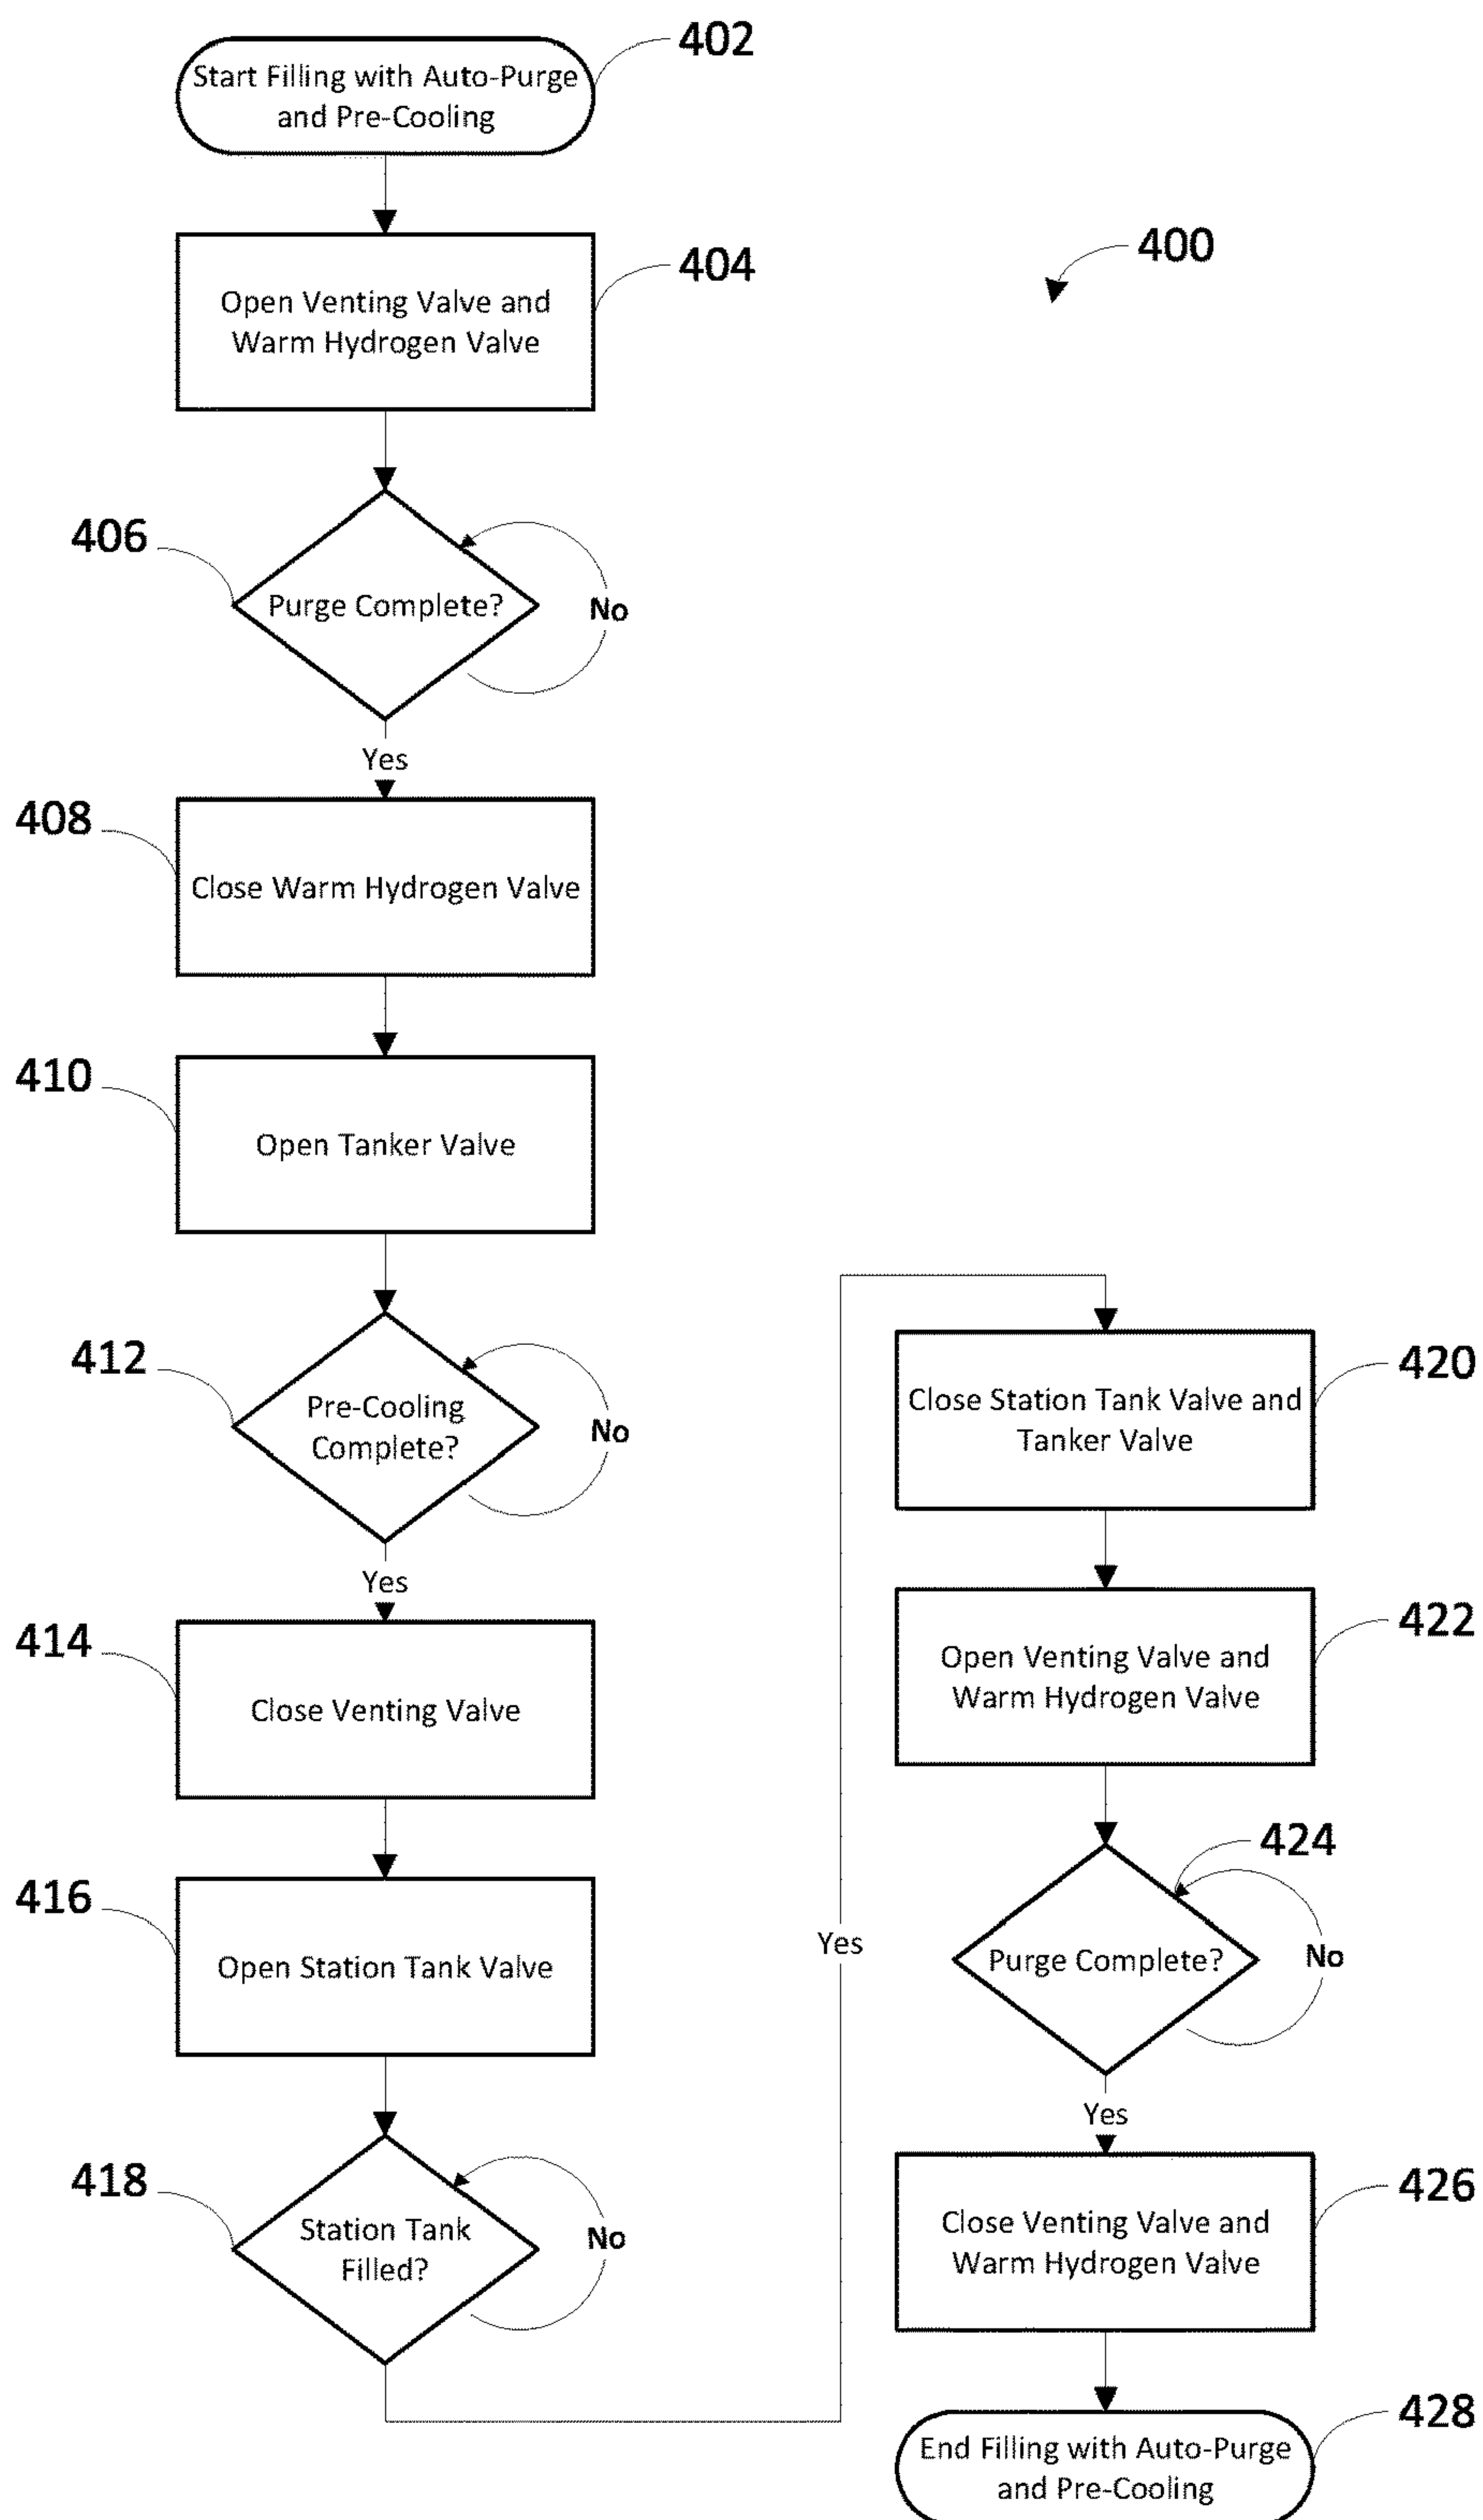 402
Start Filling with Auto-Purge
and Pre-Cooling
400
404
Open Venting Valve and
Warm Hydrogen Valve
406
Purge Complete?
No
Yes
408
Close Warm Hydrogen Valve
410
Open Tanker Valve
412
Pre-Cooling
Complete?
No
Yes
414
Close Venting Valve
416
Open Station Tank Valve
418
Station Tank
Filled?
No
Yes
420
Close Station Tank Valve and
Tanker Valve
422
Open Venting Valve and
Warm Hydrogen Valve
424
Purge Complete?
No
Yes
426
Close Venting Valve and
Warm Hydrogen Valve
428
End Filling with Auto-Purge
and Pre-Cooling